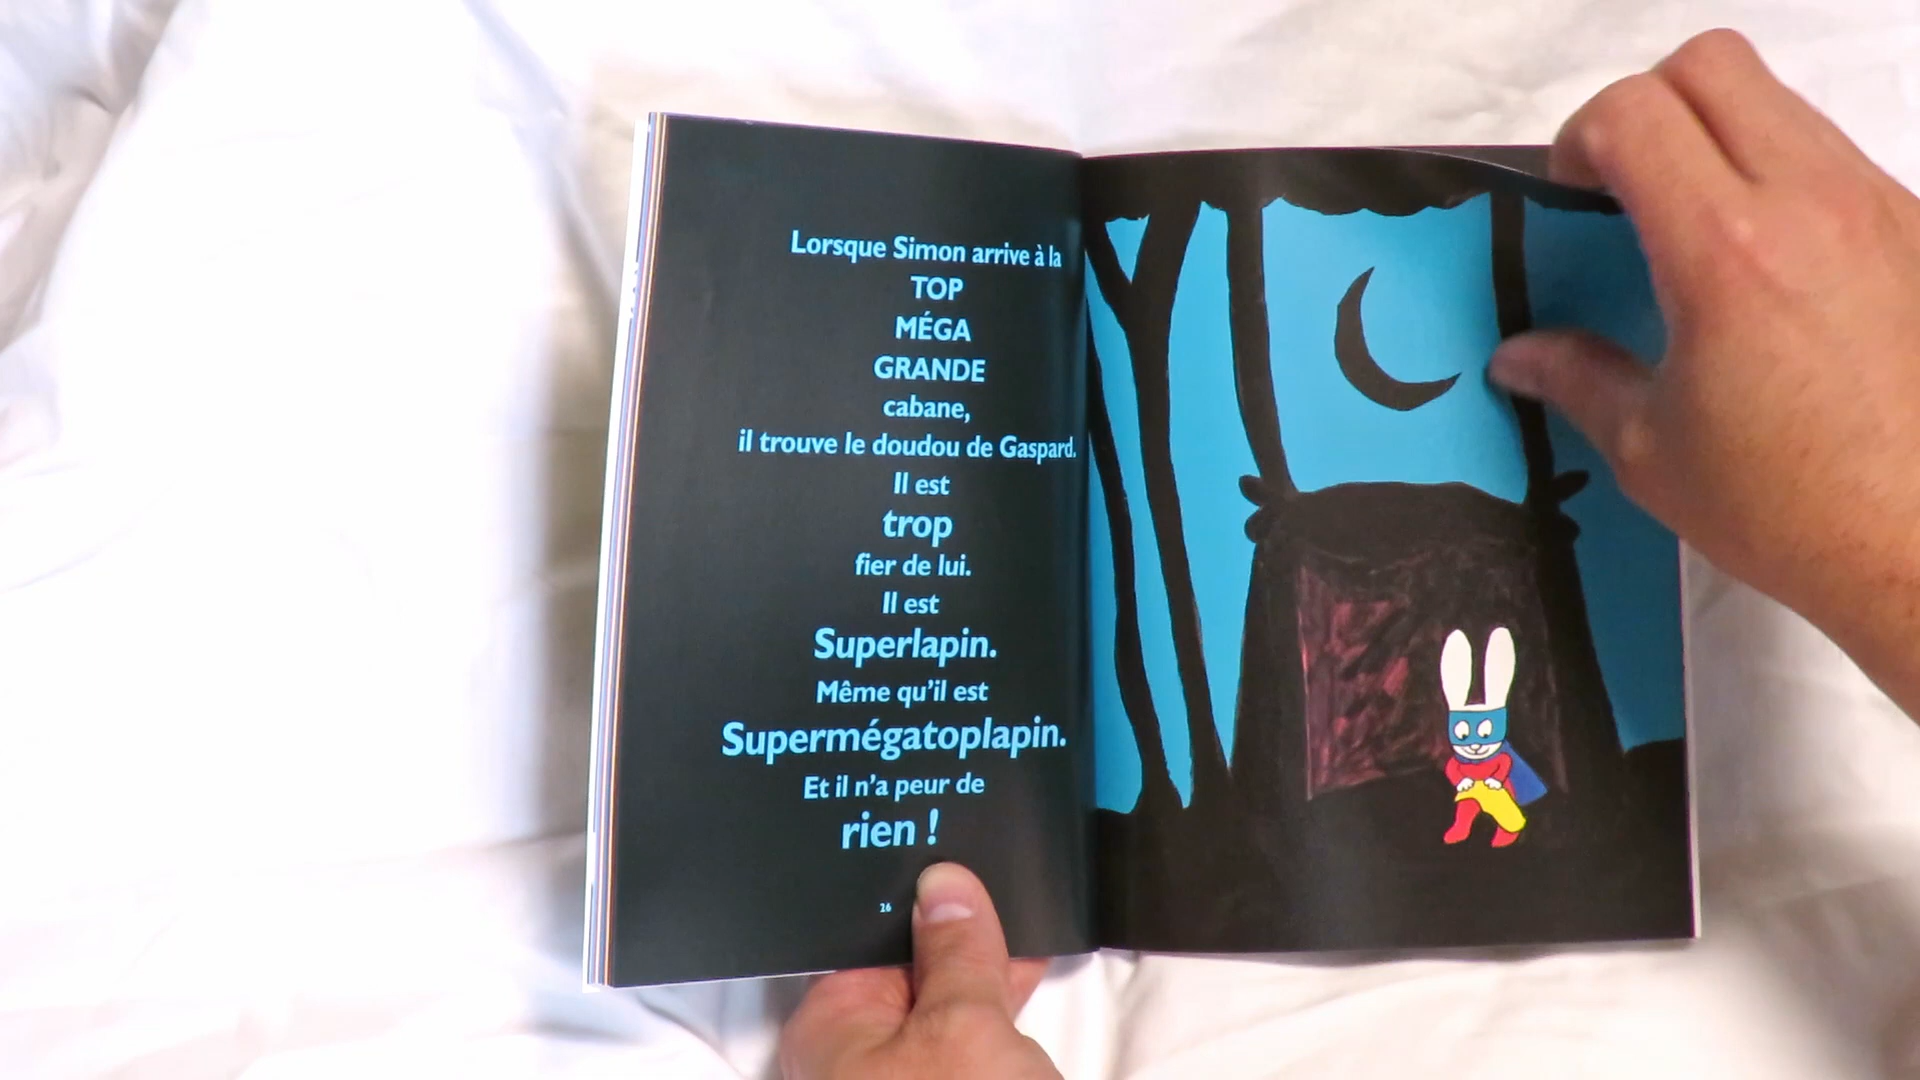 Lorsque Simon arrive à la
TOP
MÉGA
GRANDE
cabane,
il trouve le doudou de Gaspard.
Il est
trop
fier de lui.
Il est
Superlapin.
Même qu'il est
Supermégatoplapin.
Et il n'a peur de
rien !
26